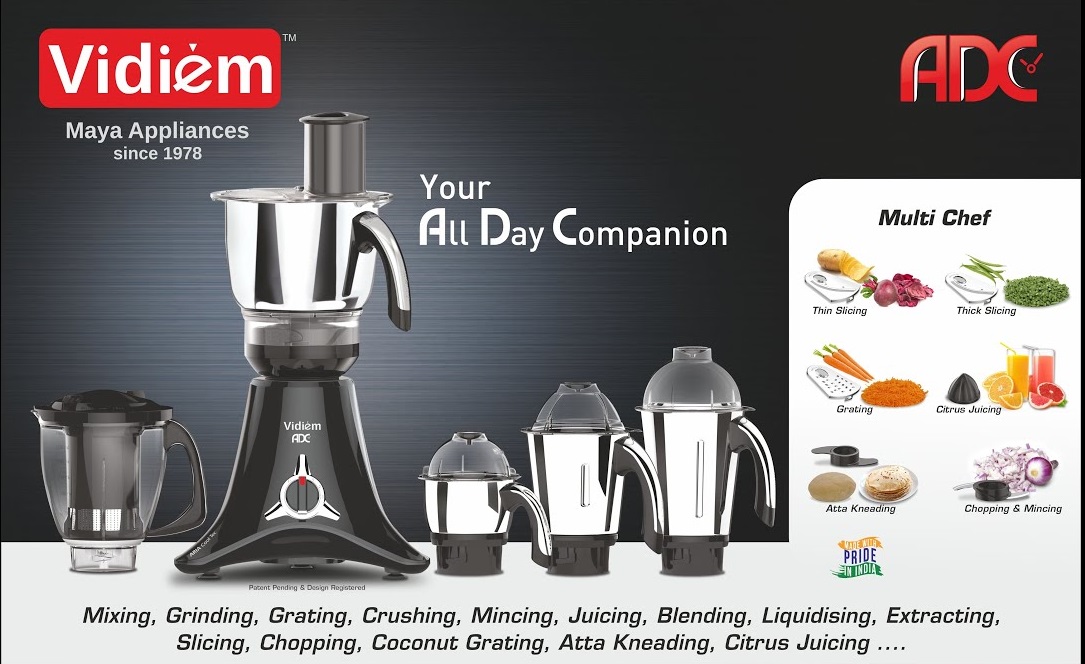 Vidiém TM
ADC
Maya Appliances
since 1978
Your
All Day Companion
Multi Chef
Thin Slicing
Thick Slicing
Grating
Citrus Juicing
Atta Kneading
Chopping & Mincing
Vidiém
ADC
MADE WITH
PRIDE
IN INDIA
Patent Pending & Design Registered
Mixing, Grinding, Grating, Crushing, Mincing, Juicing, Blending, Liquidising, Extracting,
Slicing, Chopping, Coconut Grating, Atta Kneading, Citrus Juicing ....